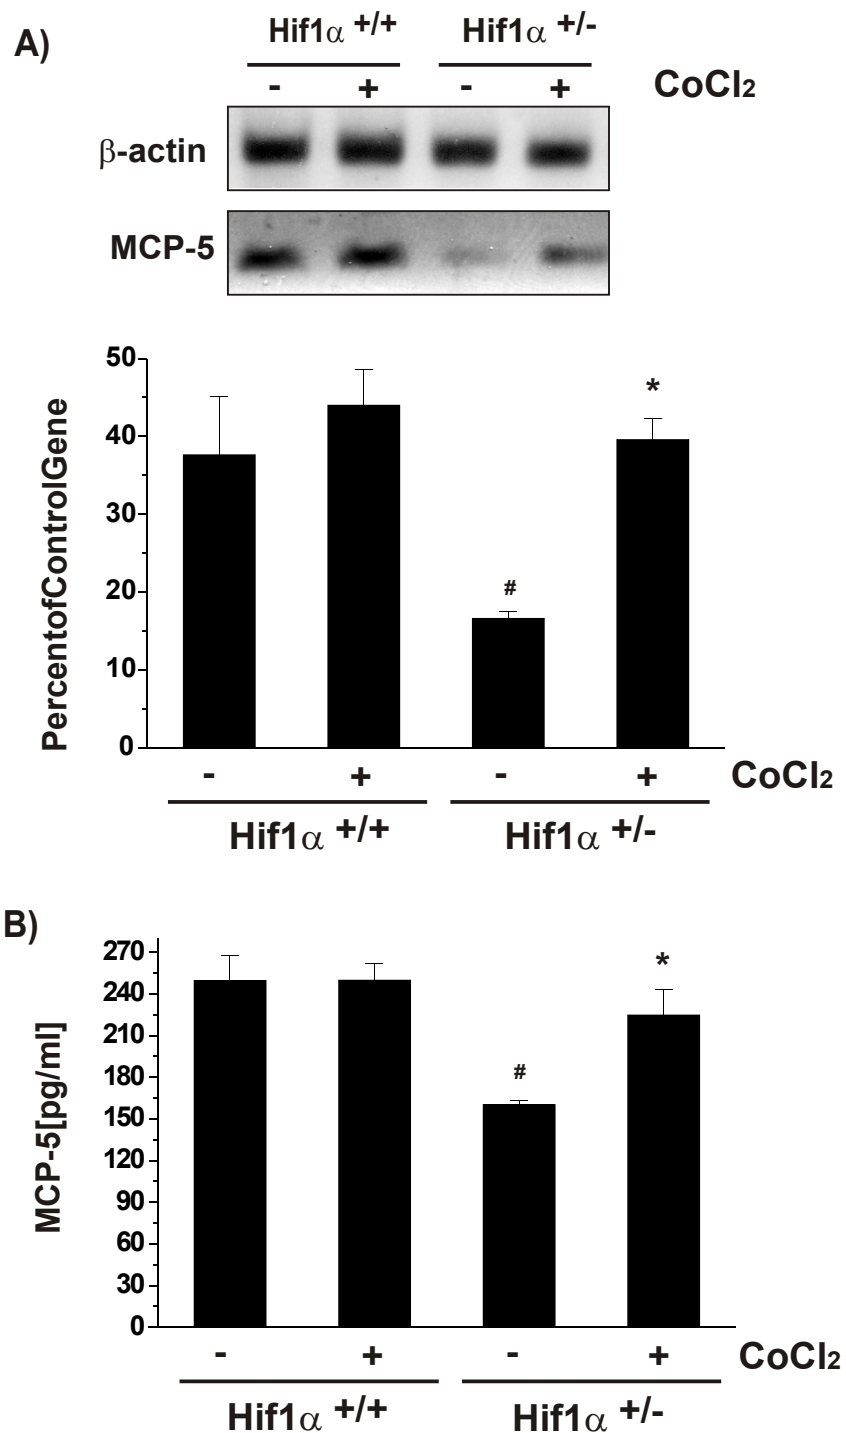 A)
Hif1α +/+ Hif1α +/-
- + - + CoCl2
β-actin
MCP-5
PercentofControlGene
50
40
30
20
10
0
#
*
- + - + CoCl2
Hif1α +/+ Hif1α +/-
B)
MCP-5[pg/ml]
270
240
210
180
150
120
90
60
30
0
#
*
- + - + CoCl2
Hif1α +/+ Hif1α +/-